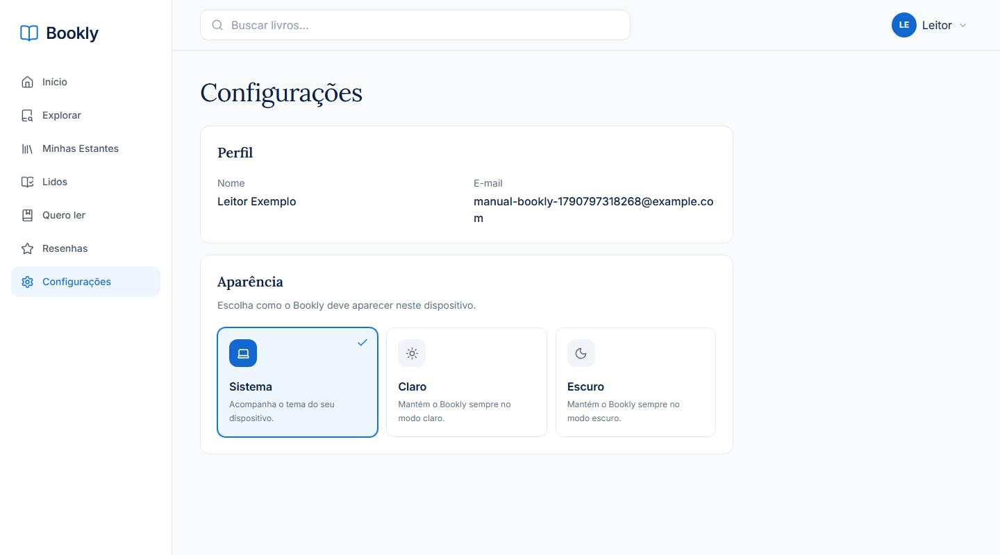 Bookly
Buscar livros...
LE
Leitor
Início
Explorar
Minhas Estantes
Lidos
Quero ler
Resenhas
Configurações
Configurações
Perfil
Nome
Leitor Exemplo
E-mail
manual-bookly-1790797318268@example.co
m
Aparência
Escolha como o Bookly deve aparecer neste dispositivo.
Sistema
Acompanha o tema do seu
dispositivo.
Claro
Mantém o Bookly sempre no
modo claro.
Escuro
Mantém o Bookly sempre no
modo escuro.